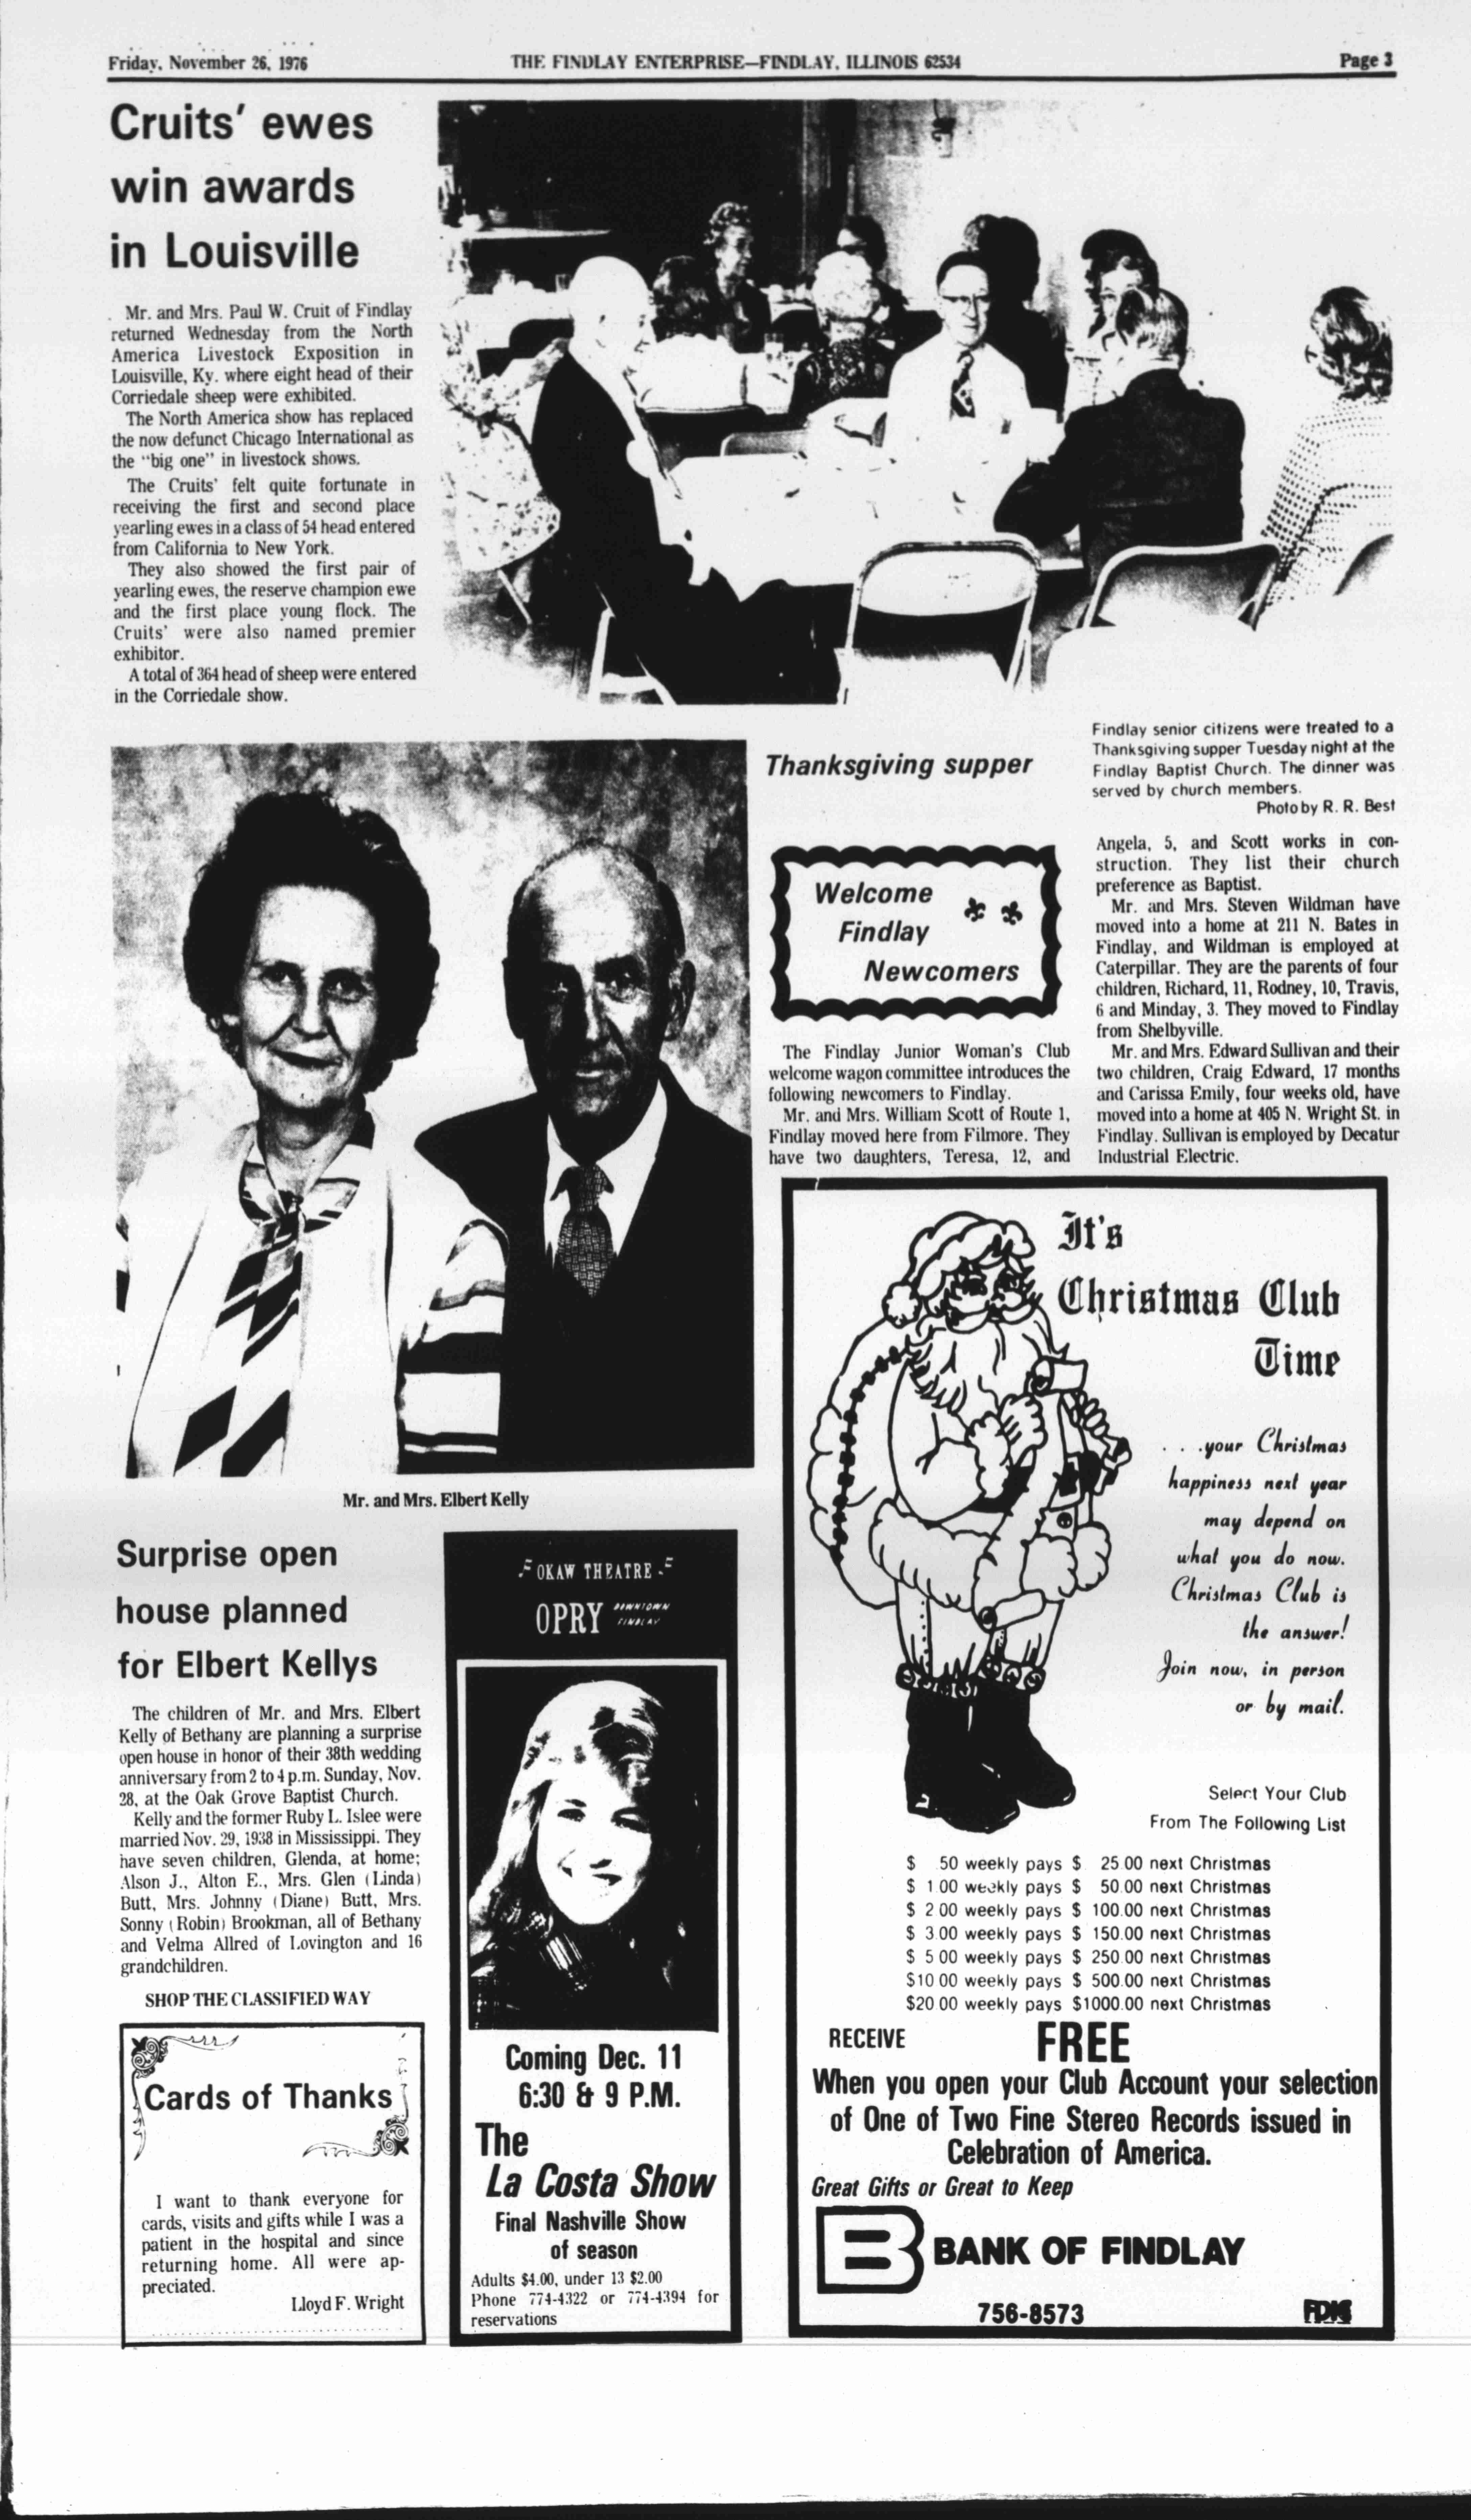 Friday, November 26, 1976
THE FINDLAY ENTERPRISE—FINDLAY, ILLINOIS 62534
Page 3
Cruits' ewes
win awards
in Louisville
Mr. and Mrs. Paul W. Cruit of Findlay
returned Wednesday from the North
America Livestock Exposition in
Louisville, Ky. where eight head of their
Corriedale sheep were exhibited.
The North America show has replaced
the now defunct Chicago International as
the "big one" in livestock shows.
The Cruits' felt quite fortunate in
receiving the first and second place
yearling ewes in a class of 54 head entered
from California to New York.
They also showed the first pair of
yearling ewes, the reserve champion ewe
and the first place young flock. The
Cruits' were also named premier
exhibitor.
A total of 364 head of sheep were entered
in the Corriedale show.
Thanksgiving supper
Findlay senior citizens were treated to a
Thanksgiving supper Tuesday night at the
Findlay Baptist Church. The dinner was
served by church members.
Photo by R. R. Best
Welcome
Findlay
Newcomers
The Findlay Junior Woman's Club
welcome wagon committee introduces the
following newcomers to Findlay.
Mr. and Mrs. William Scott of Route 1,
Findlay moved here from Filmore. They
have two daughters, Teresa, 12, and
Angela, 5, and Scott works in con-
struction. They list their church
preference as Baptist.
Mr. and Mrs. Steven Wildman have
moved into a home at 211 N. Bates in
Findlay, and Wildman is employed at
Caterpillar. They are the parents of four
children, Richard, 11, Rodney, 10, Travis,
6 and Minday, 3. They moved to Findlay
from Shelbyville.
Mr. and Mrs. Edward Sullivan and their
two children, Craig Edward, 17 months
and Carissa Emily, four weeks old, have
moved into a home at 405 N. Wright St. in
Findlay. Sullivan is employed by Decatur
Industrial Electric.
Mr. and Mrs. Elbert Kelly
Surprise open
house planned
for Elbert Kellys
The children of Mr. and Mrs. Elbert
Kelly of Bethany are planning a surprise
open house in honor of their 38th wedding
anniversary from 2 to 4 p.m. Sunday, Nov.
28, at the Oak Grove Baptist Church.
Kelly and the former Ruby L. Islee were
married Nov. 29, 1938 in Mississippi. They
have seven children, Glenda, at home;
Alson J., Alton E., Mrs. Glen (Linda)
Butt, Mrs. Johnny (Diane) Butt, Mrs.
Sonny (Robin) Brookman, all of Bethany
and Velma Allred of Lovington and 16
grandchildren.
SHOP THE CLASSIFIED WAY
Cards of Thanks
I want to thank everyone for
cards, visits and gifts while I was a
patient in the hospital and since
returning home. All were ap-
preciated.
Lloyd F. Wright
OKAW THEATRE
OPRY DOWNTOWN
FINDLAY
Coming Dec. 11
6:30 & 9 P.M.
The
La Costa Show
Final Nashville Show
of season
Adults $4.00, under 13 $2.00
Phone 774-4322 or 774-4394 for
reservations
It's
Christmas Club
Time
. . .your Christmas
happiness next year
may depend on
what you do now.
Christmas Club is
the answer!
Join now, in person
or by mail.
Select Your Club
From The Following List
$ .50 weekly pays $ 25.00 next Christmas
$ 1.00 weekly pays $ 50.00 next Christmas
$ 2.00 weekly pays $ 100.00 next Christmas
$ 3.00 weekly pays $ 150.00 next Christmas
$ 5.00 weekly pays $ 250.00 next Christmas
$10.00 weekly pays $ 500.00 next Christmas
$20.00 weekly pays $1000.00 next Christmas
RECEIVE FREE
When you open your Club Account your selection
of One of Two Fine Stereo Records issued in
Celebration of America.
Great Gifts or Great to Keep
B BANK OF FINDLAY
756-8573
FDIC